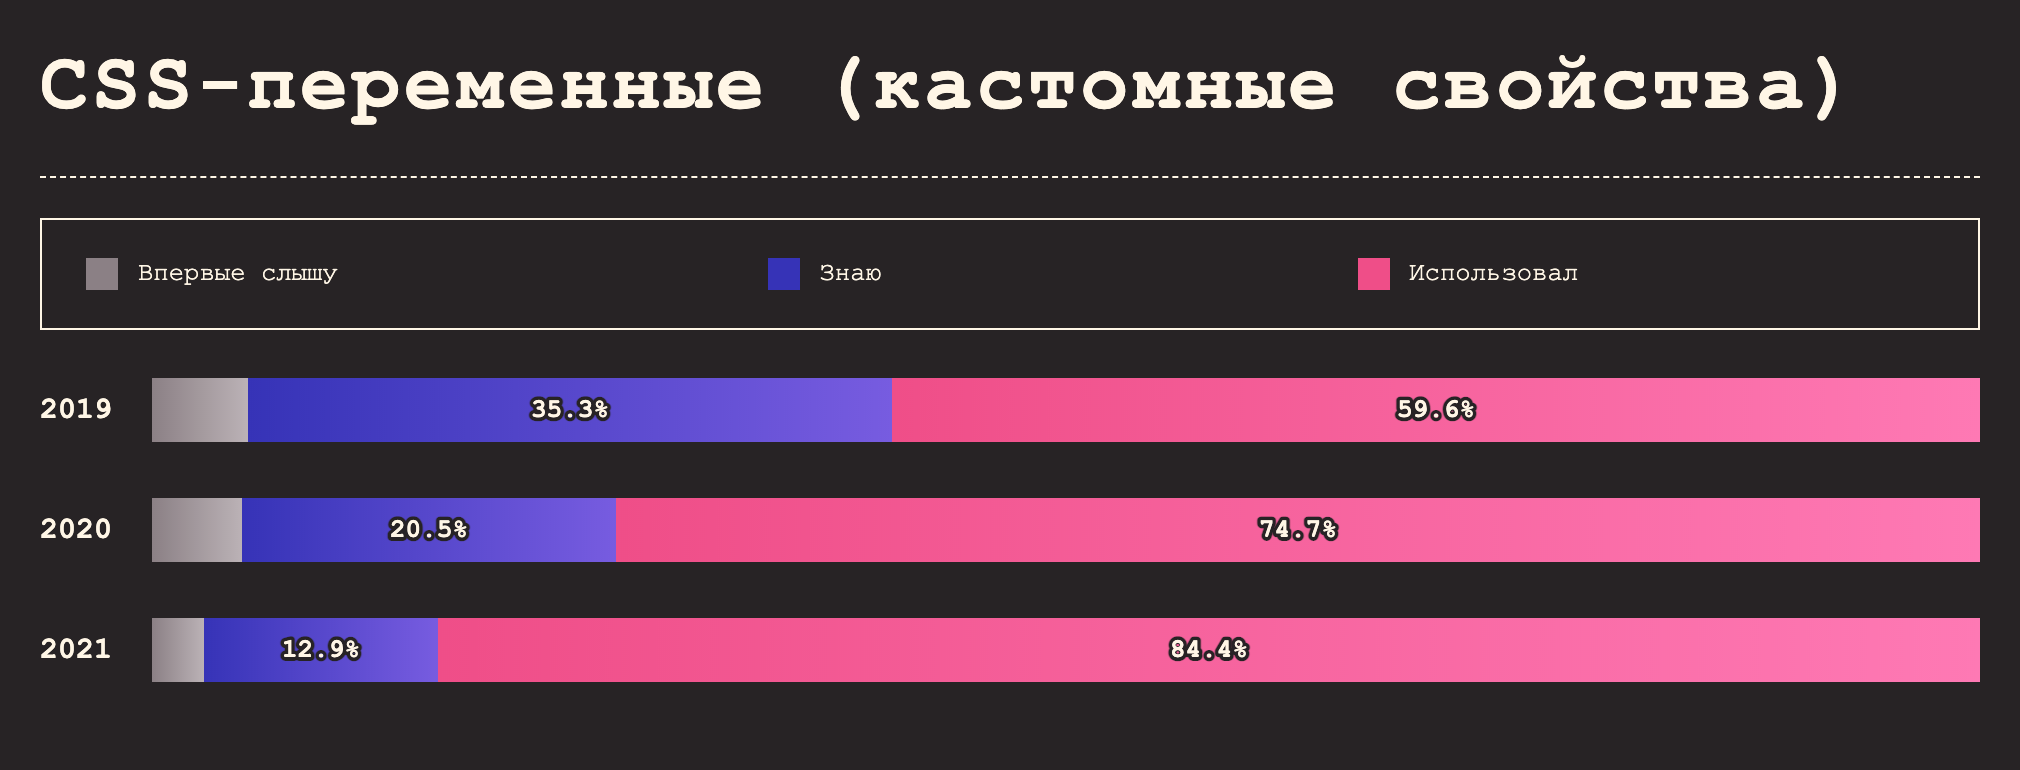 CSS-переменные (кастомные свойства)
Впервые слышу Знаю Использовал
2019 35.3% 59.6%
2020 20.5% 74.7%
2021 12.9% 84.4%